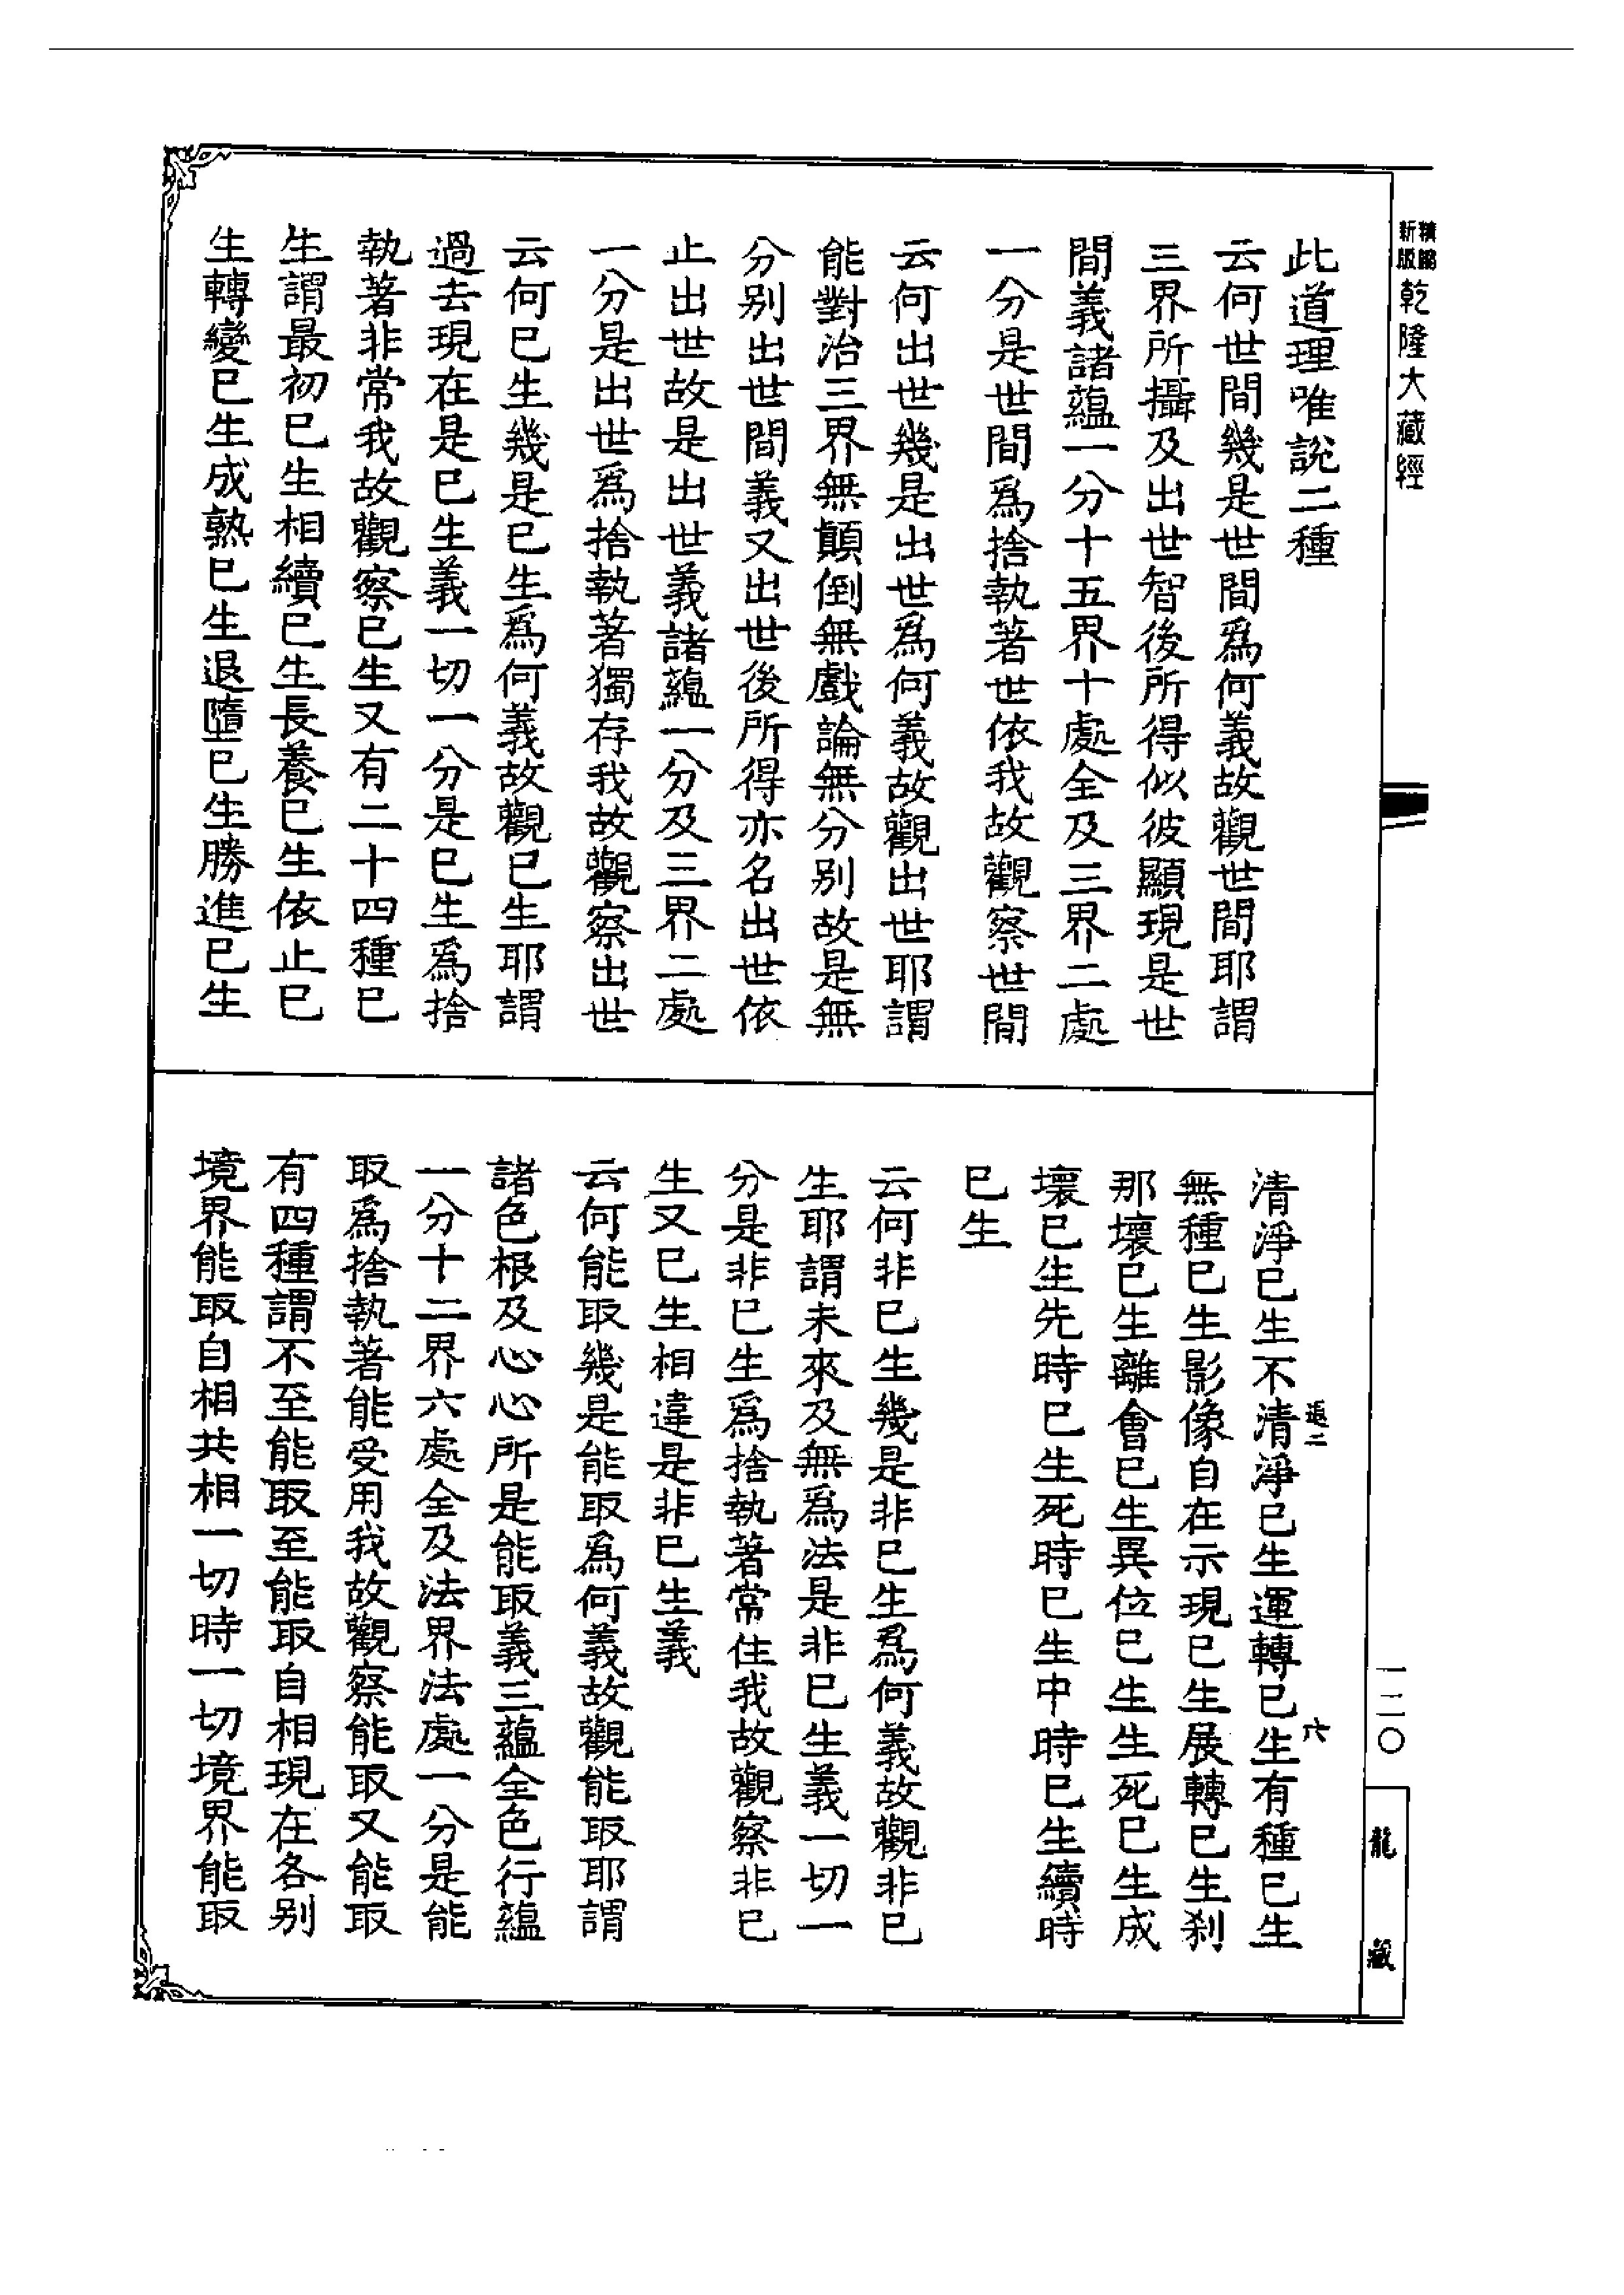 精縮新版乾隆大藏經
此道理唯說二種
云何世間幾是世間爲何義故觀世間耶謂
三界所攝及出世智後所得似彼顯現是世
間義諸蘊一分十五界十處全及三界二處
一分是世間爲捨執著世依我故觀察世間
云何出世幾是出世爲何義故觀出世耶謂
能對治三界無顛倒無戲論無分別故是無
分別出世間義又出世後所得亦名出世依
止出世故是出世義諸蘊一分及三界二處
一分是出世爲捨執著獨存我故觀察出世
云何已生幾是已生爲何義故觀已生耶謂
過去現在是已生義一切一分是已生爲捨
執著非常我故觀察已生又有二十四種已
生謂最初已生相續已生長養已生依止已
生轉變已生成熟已生退墮已生勝進已生
清淨已生不清淨已生運轉已生有種已生
無種已生影像自在示現已生展轉已生剎
那壞已生離會已生異位已生生死已生成
壞已生先時已生死時已生中時已生續時
已生
云何非已生幾是非已生爲何義故觀非已
生耶謂未來及無爲法是非已生義一切一
分是非已生爲捨執著常住我故觀察非已
生又已生相違是非已生義
云何能取幾是能取爲何義故觀能取耶謂
諸色根及心心所是能取義三蘊全色行蘊
一分十二界六處全及法界法處一分是能
取爲捨執著能受用我故觀察能取又能取
有四種謂不至能取至能取自相現在各別
境界能取自相共相一切時一切境界能取
六
一二〇
龍藏